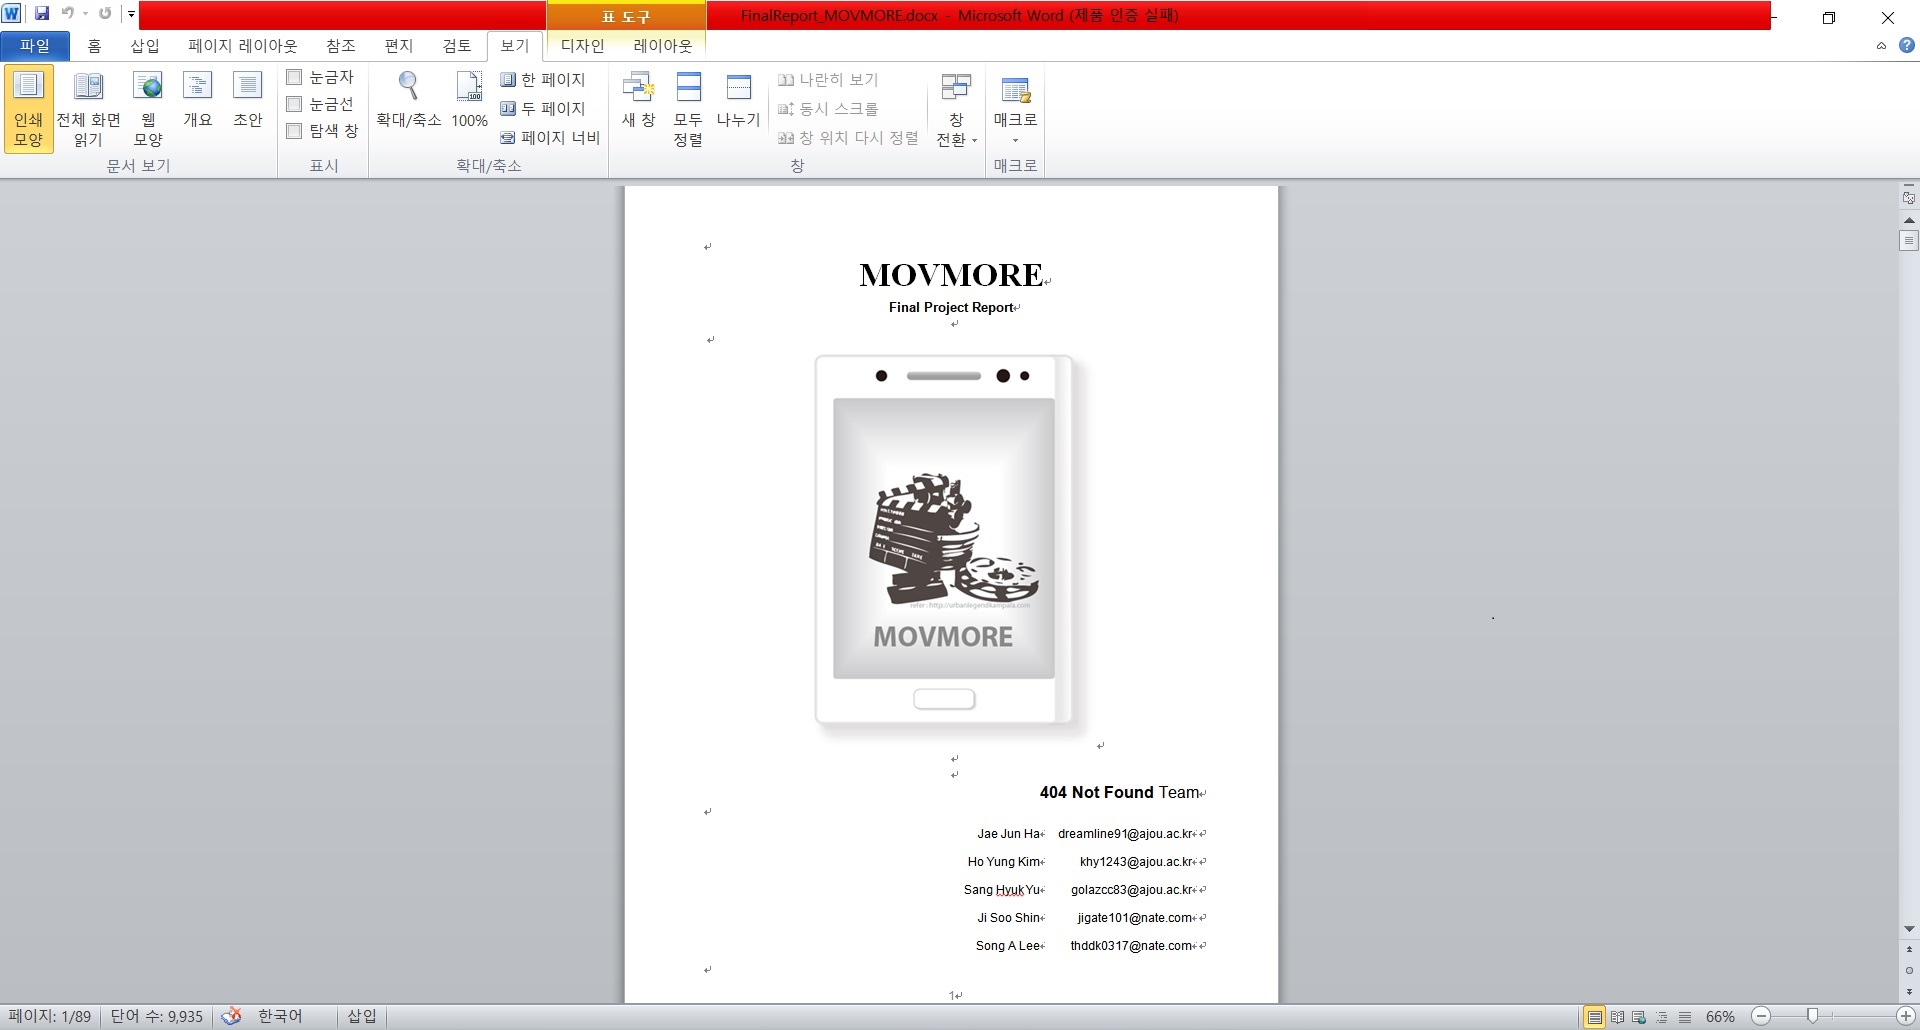 표 도구
FinalReport_MOVMORE.docx - Microsoft Word (제품 인증 실패)
파일 홈 삽입 페이지 레이아웃 참조 편지 검토 보기 디자인 레이아웃
인쇄 모양
전체 화면 읽기
웹 모양
개요
초안
문서 보기
눈금자
눈금선
탐색 창
표시
확대/축소
100%
한 페이지
두 페이지
페이지 너비
확대/축소
새 창
모두 정렬
나누기
나란히 보기
동시 스크롤
창 위치 다시 정렬
창 전환
창
매크로
매크로
MOVMORE
Final Project Report
refer : http://urbanlegendkampala.com
MOVMORE
404 Not Found Team
Jae Jun Ha dreamline91@ajou.ac.kr
Ho Yung Kim khy1243@ajou.ac.kr
Sang Hyuk Yu golazcc83@ajou.ac.kr
Ji Soo Shin jigate101@nate.com
Song A Lee thddk0317@nate.com
1
페이지: 1/89 단어 수: 9,935 한국어 삽입 66%